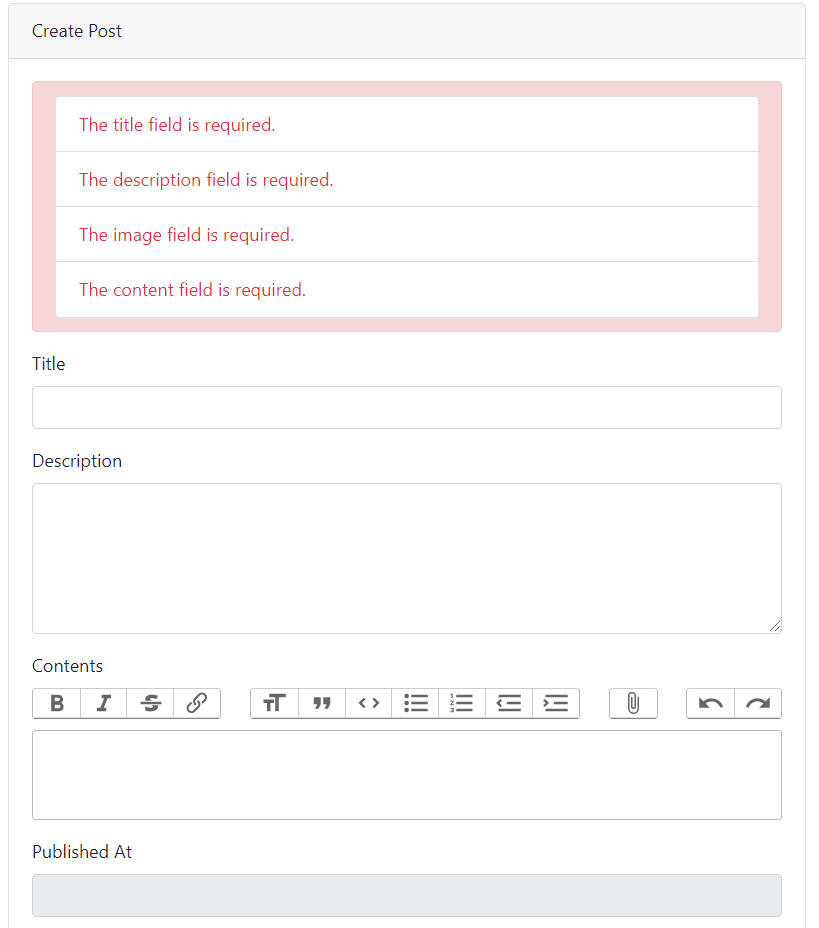 Create Post
The title field is required.
The description field is required.
The image field is required.
The content field is required.
Title
Description
Contents
Published At